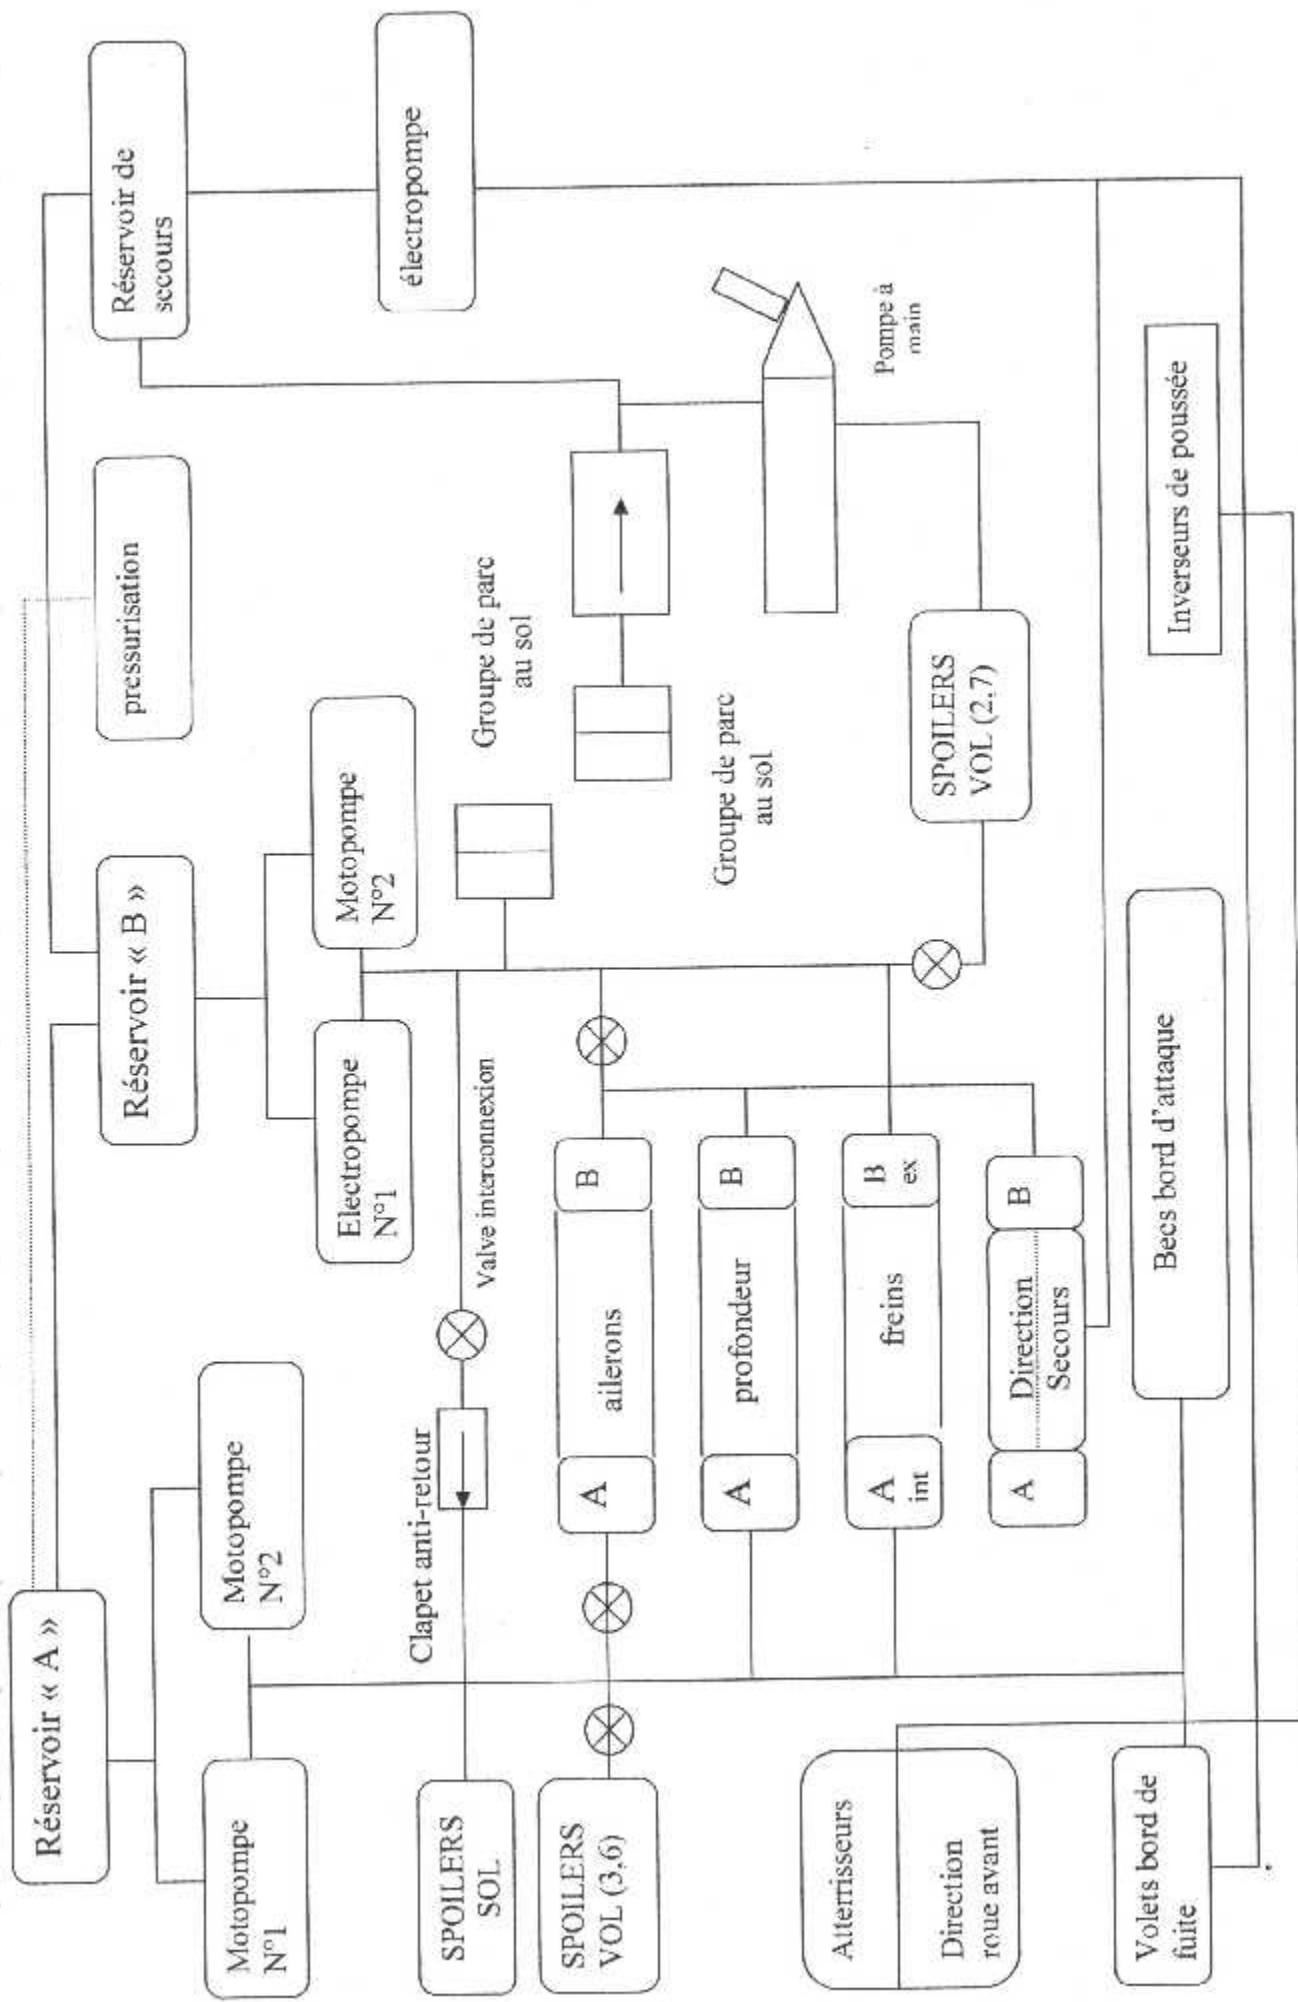 Réservoir « A »
Réservoir « B »
pressurisation
Réservoir de
secours
Motopompe
N°1
Motopompe
N°2
Electropompe
N°1
Motopompe
N°2
électropompe
Clapet anti-retour
Valve interconnexion
Groupe de parc
au sol
SPOILERS
SOL
SPOILERS
VOL (3,6)
A
ailerons
B
Groupe de parc
au sol
A
profondeur
B
Pompe à
main
Atterrisseurs
Direction
roue avant
A
int
freins
B
ex
SPOILERS
VOL (2,7)
A
Direction
Secours
B
Volets bord de
fuite
Becs bord d'attaque
Inverseurs de poussée